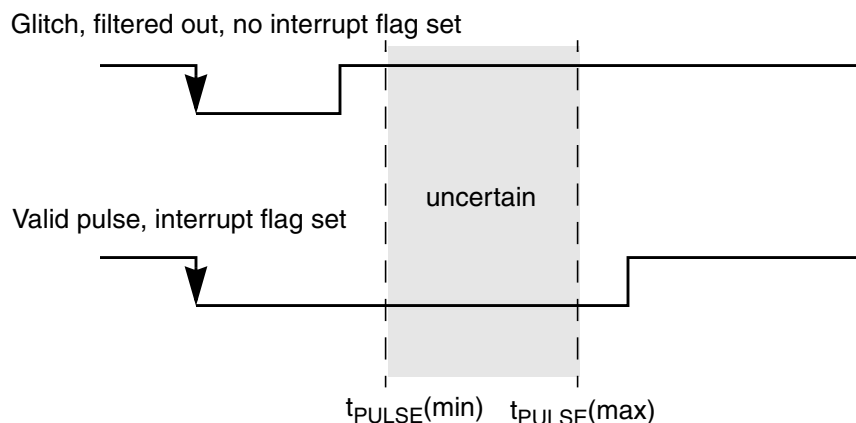 Glitch, filtered out, no interrupt flag set
uncertain
Valid pulse, interrupt flag set
tPULSE(min) tPULSE(max)